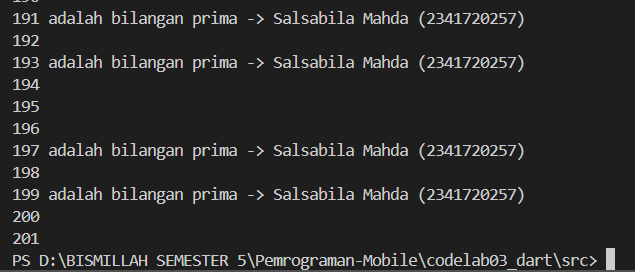 191 adalah bilangan prima -> Salsabila Mahda (2341720257)
192
193 adalah bilangan prima -> Salsabila Mahda (2341720257)
194
195
196
197 adalah bilangan prima -> Salsabila Mahda (2341720257)
198
199 adalah bilangan prima -> Salsabila Mahda (2341720257)
200
201
PS D:\BISMILLAH SEMESTER 5\Pemrograman-Mobile\codelab03_dart\src>